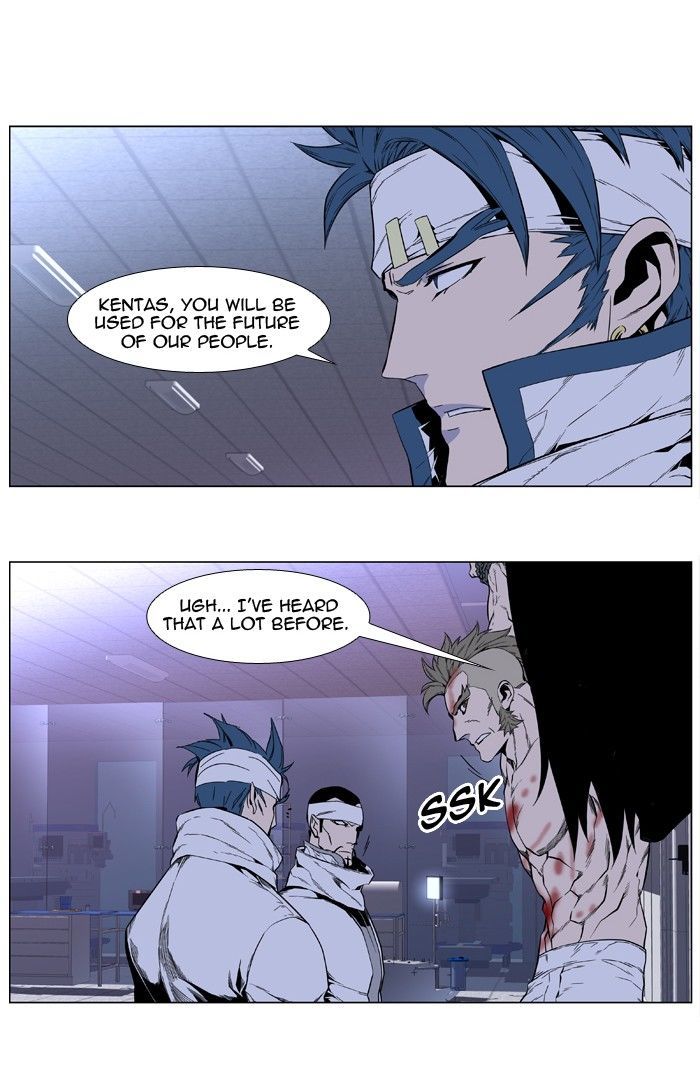 KENTAS, YOU WILL BE
USED FOR THE FUTURE
OF OUR PEOPLE.
UGH... I'VE HEARD
THAT A LOT BEFORE.
SSK